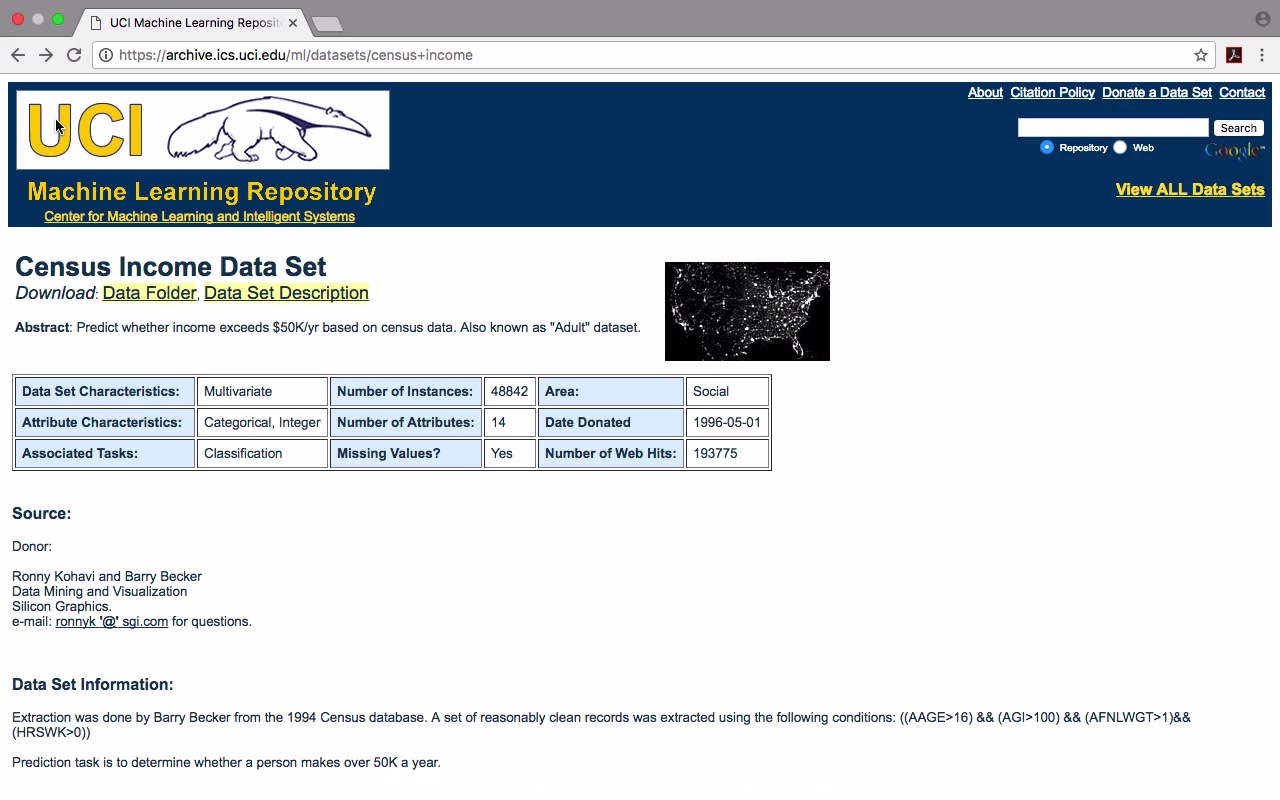 UCI Machine Learning Reposit
https://archive.ics.uci.edu/ml/datasets/census+income
UCI
Machine Learning Repository
Center for Machine Learning and Intelligent Systems
About Citation Policy Donate a Data Set Contact
Search
Repository Web Google™
View ALL Data Sets
Census Income Data Set
Download: Data Folder, Data Set Description
Abstract: Predict whether income exceeds $50K/yr based on census data. Also known as "Adult" dataset.
Data Set Characteristics: Multivariate Number of Instances: 48842 Area: Social
Attribute Characteristics: Categorical, Integer Number of Attributes: 14 Date Donated 1996-05-01
Associated Tasks: Classification Missing Values? Yes Number of Web Hits: 193775
Source:
Donor:
Ronny Kohavi and Barry Becker
Data Mining and Visualization
Silicon Graphics.
e-mail: ronnyk '@' sgi.com for questions.
Data Set Information:
Extraction was done by Barry Becker from the 1994 Census database. A set of reasonably clean records was extracted using the following conditions: ((AAGE>16) && (AGI>100) && (AFNLWGT>1)&&
(HRSWK>0))
Prediction task is to determine whether a person makes over 50K a year.